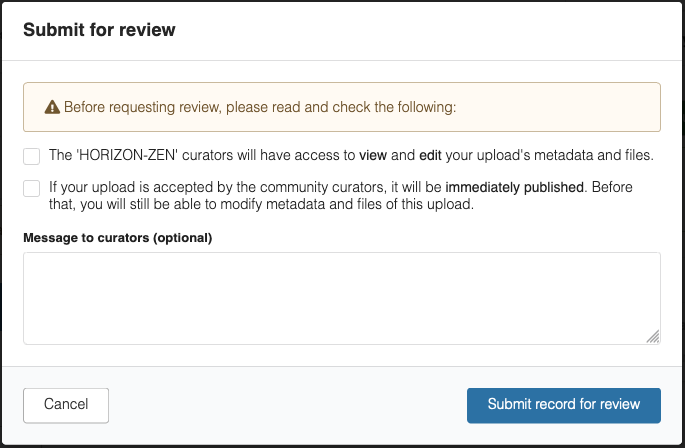 Submit for review
Before requesting review, please read and check the following:
The 'HORIZON-ZEN' curators will have access to view and edit your upload's metadata and files.
If your upload is accepted by the community curators, it will be immediately published. Before
that, you will still be able to modify metadata and files of this upload.
Message to curators (optional)
Cancel
Submit record for review